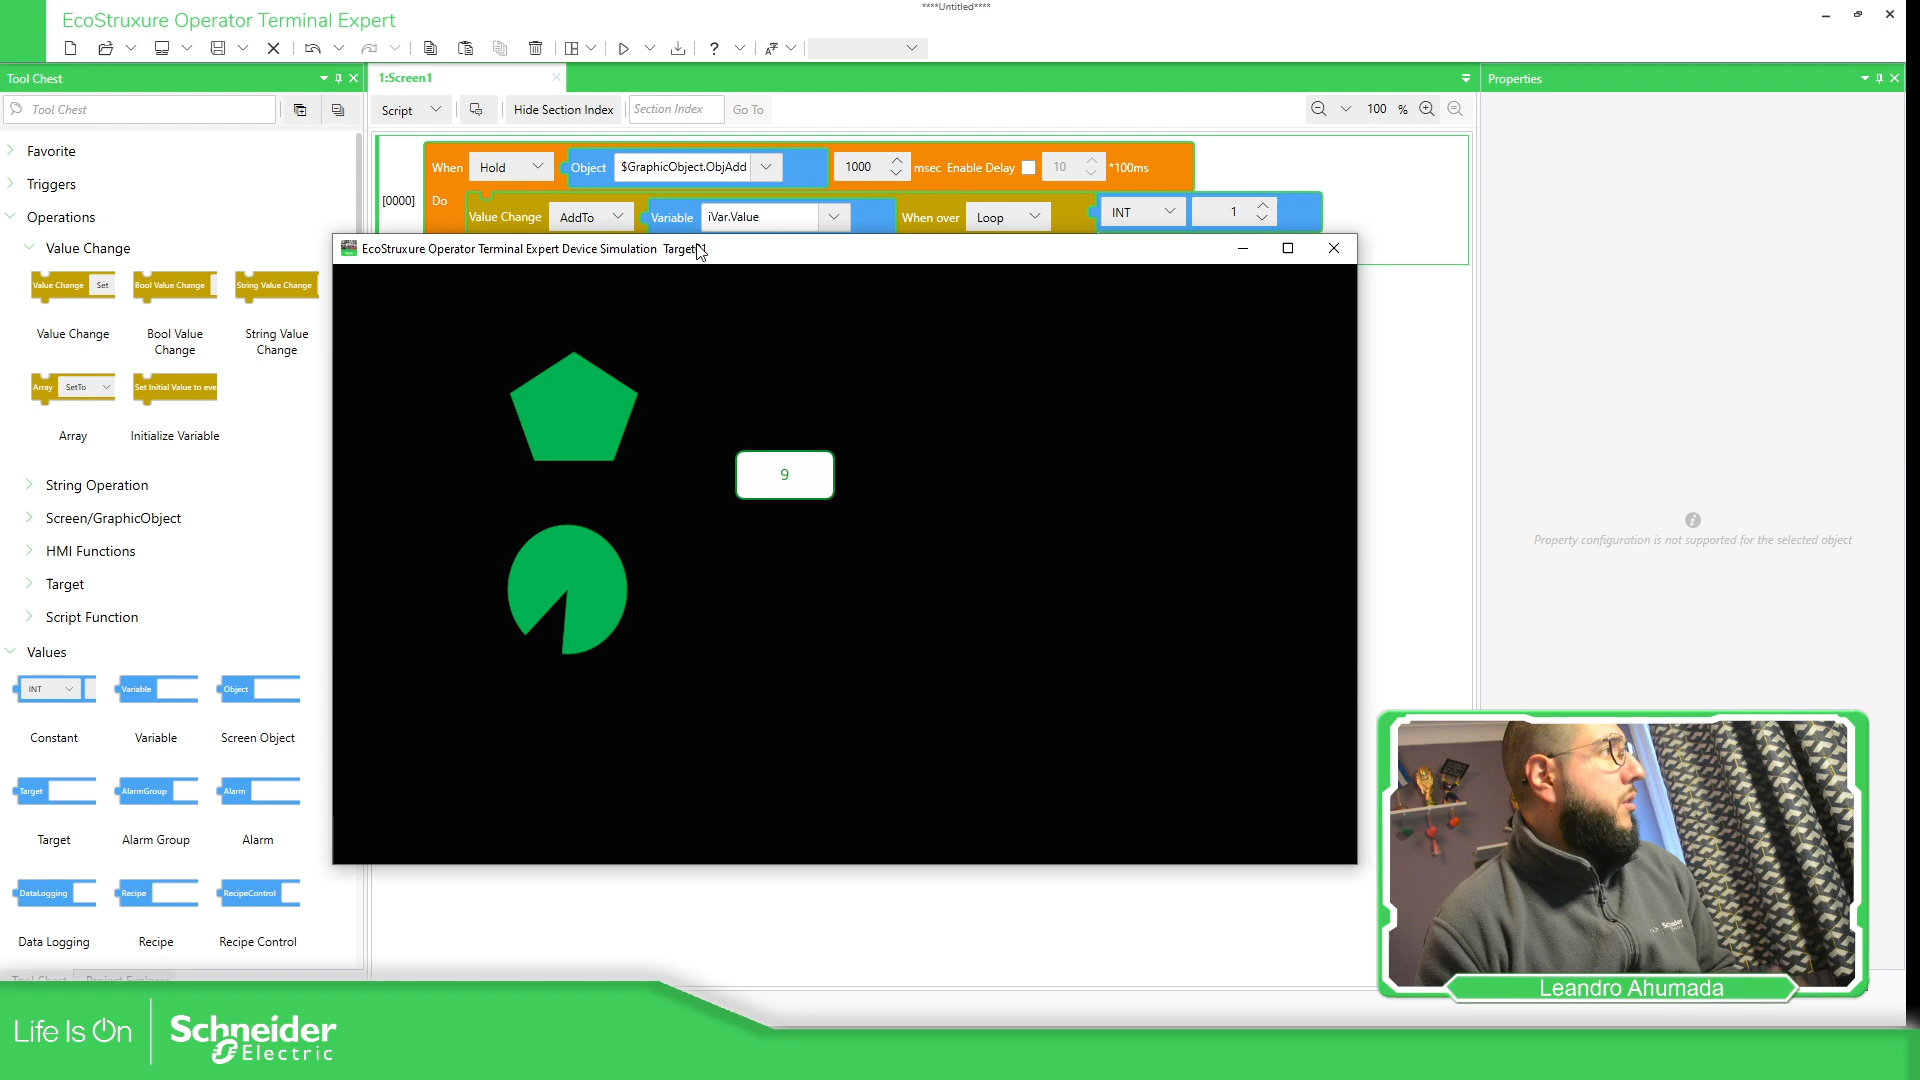 ****Untitled****
EcoStruxure Operator Terminal Expert
Tool Chest
1:Screen1
Properties
Tool Chest
Script
Hide Section Index
Section Index
Go To
100 %
Favorite
Triggers
Operations
Value Change
Value Change Set
Bool Value Change
String Value Change
Value Change
Bool Value Change
String Value Change
Array SetTo
Set Initial Value to eve
Array
Initialize Variable
String Operation
Screen/GraphicObject
HMI Functions
Target
Script Function
Values
INT
Variable
Object
Constant
Variable
Screen Object
Target
AlarmGroup
Alarm
Target
Alarm Group
Alarm
DataLogging
Recipe
RecipeControl
Data Logging
Recipe
Recipe Control
Tool Chest
Project Explorer
[0000]
When Hold Object $GraphicObject.ObjAdd 1000 msec Enable Delay 10 *100ms
Do
Value Change AddTo Variable iVar.Value When over Loop INT 1
EcoStruxure Operator Terminal Expert Device Simulation
9
Property configuration is not supported for the selected object
Schneider
Leandro Ahumada
Life Is On
Schneider
Electric